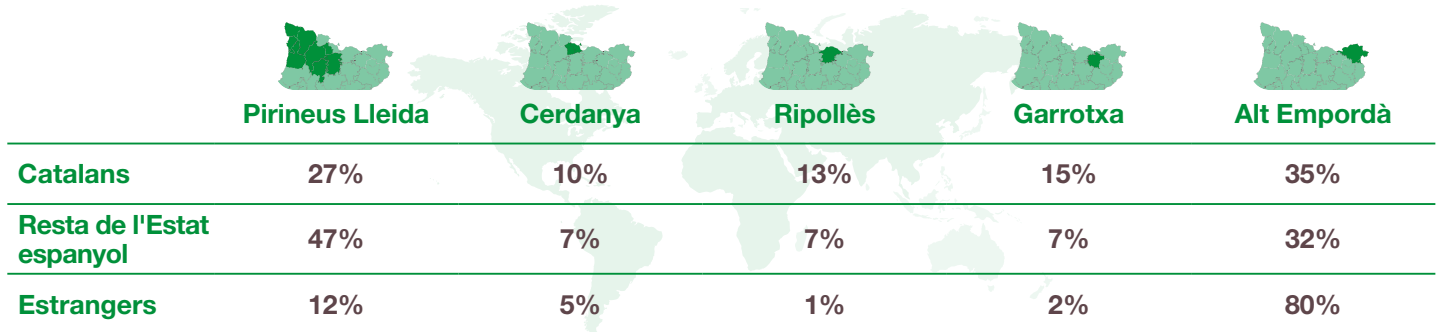 Pirineus Lleida Cerdanya Ripollès Garrotxa Alt Empordà
Catalans 27% 10% 13% 15% 35%
Resta de l'Estat
espanyol 47% 7% 7% 7% 32%
Estrangers 12% 5% 1% 2% 80%